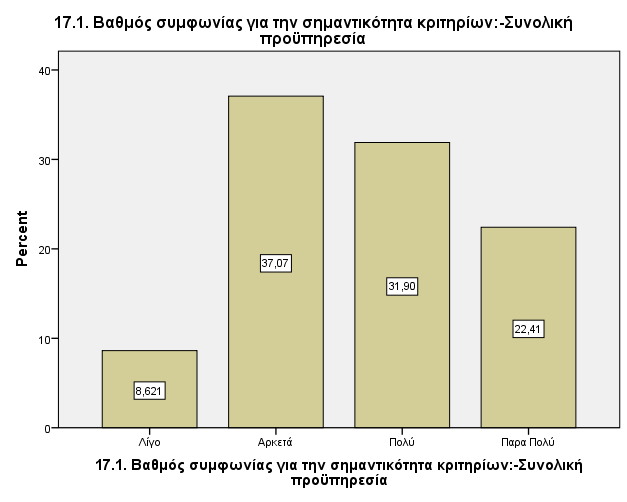 17.1. Βαθμός συμφωνίας για την σημαντικότητα κριτηρίων:-Συνολική
προϋπηρεσία
40
30
20
10
0
Percent
8,621
37,07
31,90
22,41
Λίγο
Αρκετά
Πολύ
Παρα Πολύ
17.1. Βαθμός συμφωνίας για την σημαντικότητα κριτηρίων:-Συνολική
προϋπηρεσία